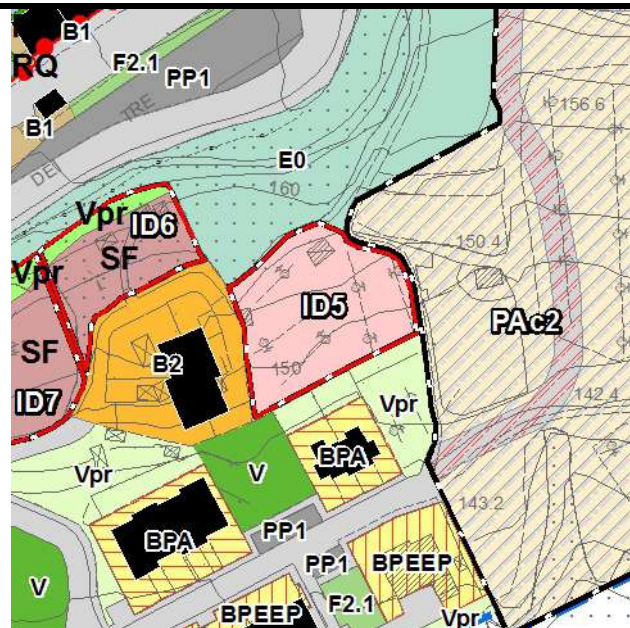 B1
RQ
F2.1
PP1
B1
TRE
DEI
E0
160
156.6
Vpr
ID6
SF
Vpr
150.4
ID5
PAc2
SF
B2
150
ID7
142.4
Vpr
Vpr
BPA
V
143.2
PP1
BPA
PP1
BPEEP
V
BPEEP
F2.1
Vpr